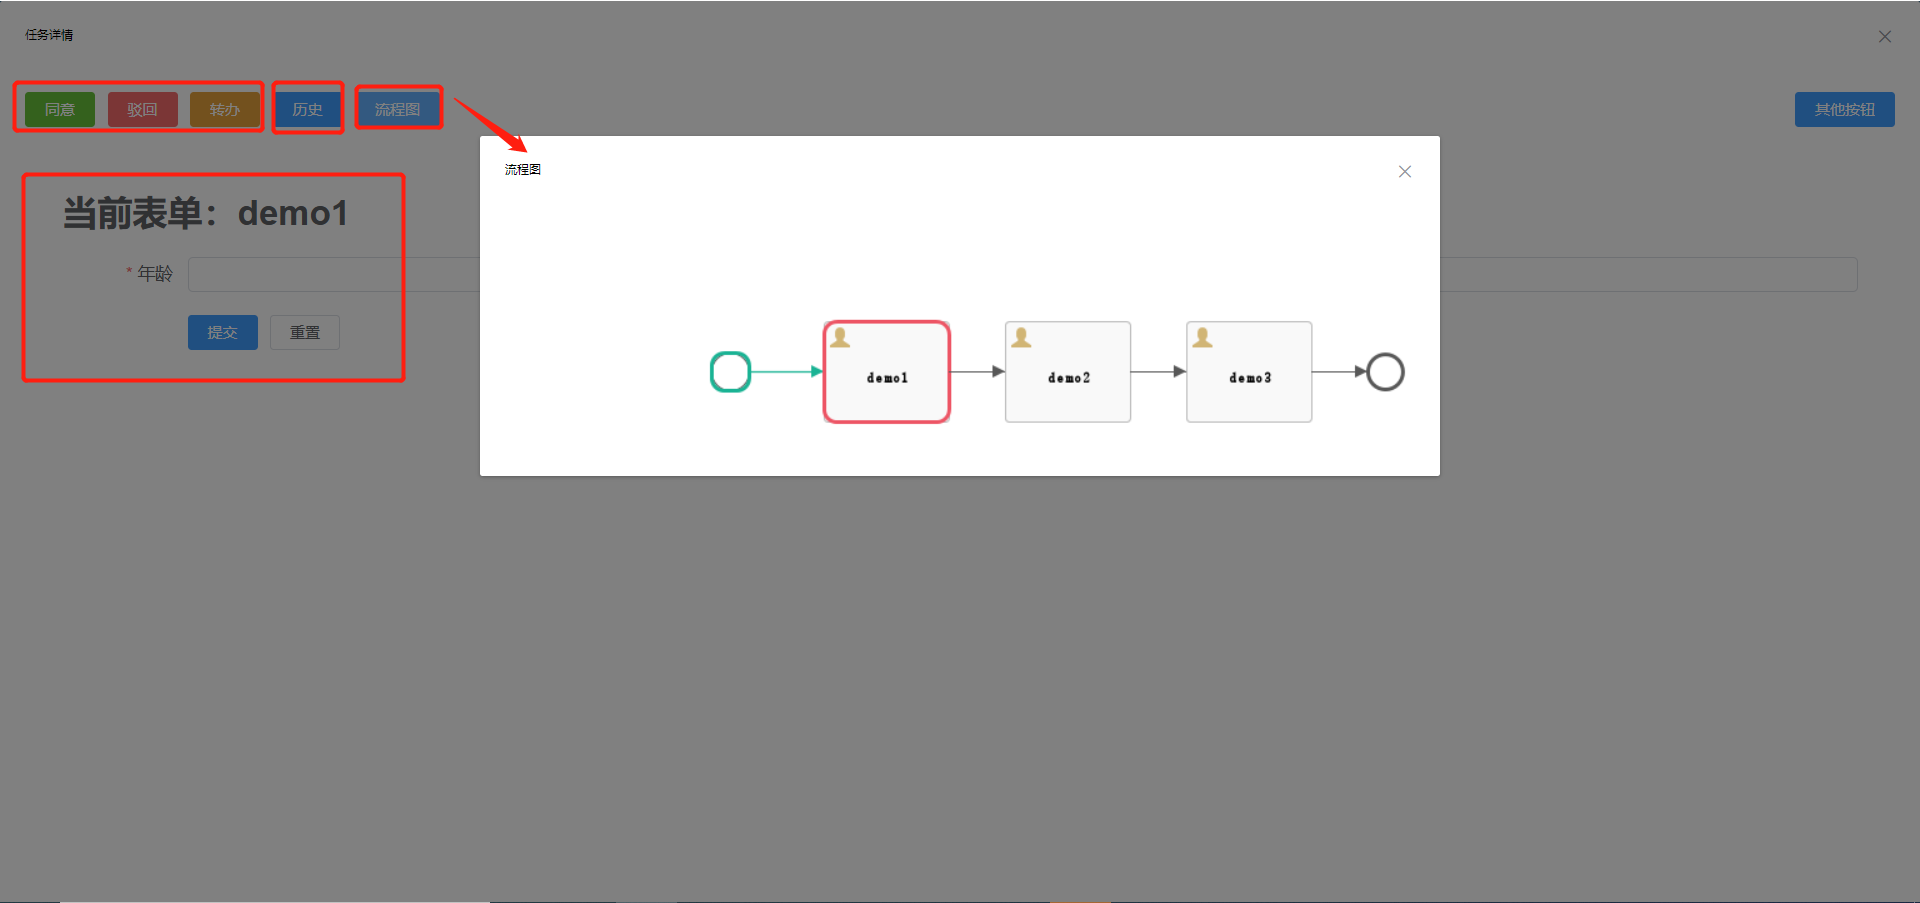 任务详情
同意 驳回 转办 历史 流程图 其他按钮
流程图
当前表单：demo1
* 年龄
提交 重置
demo1 demo2 demo3